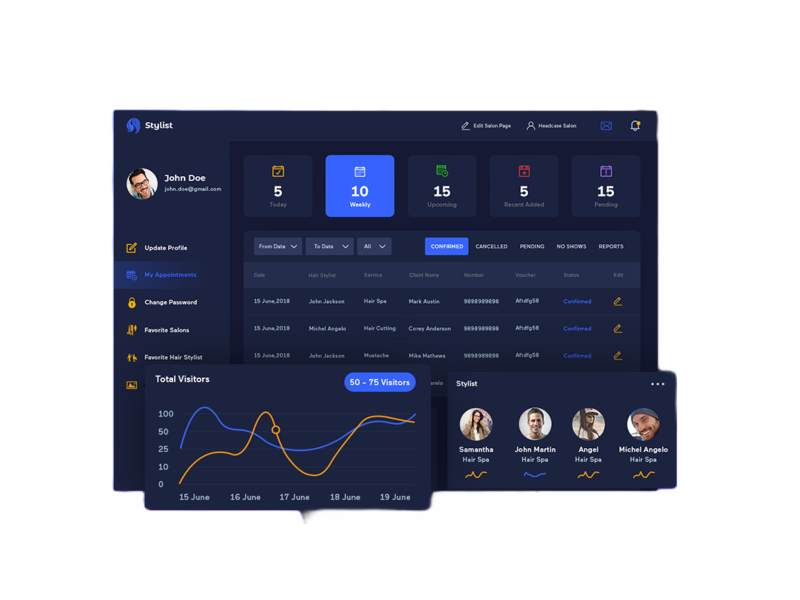 Stylist
Edit Salon Page
Headcase Salon
John Doe
john.doe@gmail.com
5
Today
10
Weekly
15
Upcoming
5
Recent Added
15
Pending
Update Profile
My Appointments
Change Password
Favorite Salons
Favorite Hair Stylist
From Date To Date All CONFIRMED CANCELLED PENDING NO SHOWS REPORTS
Date Hair Stylist Service Client Name Number Voucher Status Edit
15 June,2018 John Jackson Hair Spa Mark Austin 9898989898 Aftdfg58 Confirmed
15 June,2018 Michel Angelo Hair Cutting Corey Anderson 9898989898 Aftdfg58 Confirmed
15 June,2018 John Jackson Mustache Mike Mathews 9898989898 Aftdfg58 Confirmed
Total Visitors
50 - 75 Visitors
100
50
25
10
0
15 June 16 June 17 June 18 June 19 June
Stylist
Samantha
Hair Spa
John Martin
Hair Spa
Angel
Hair Spa
Michel Angelo
Hair Spa